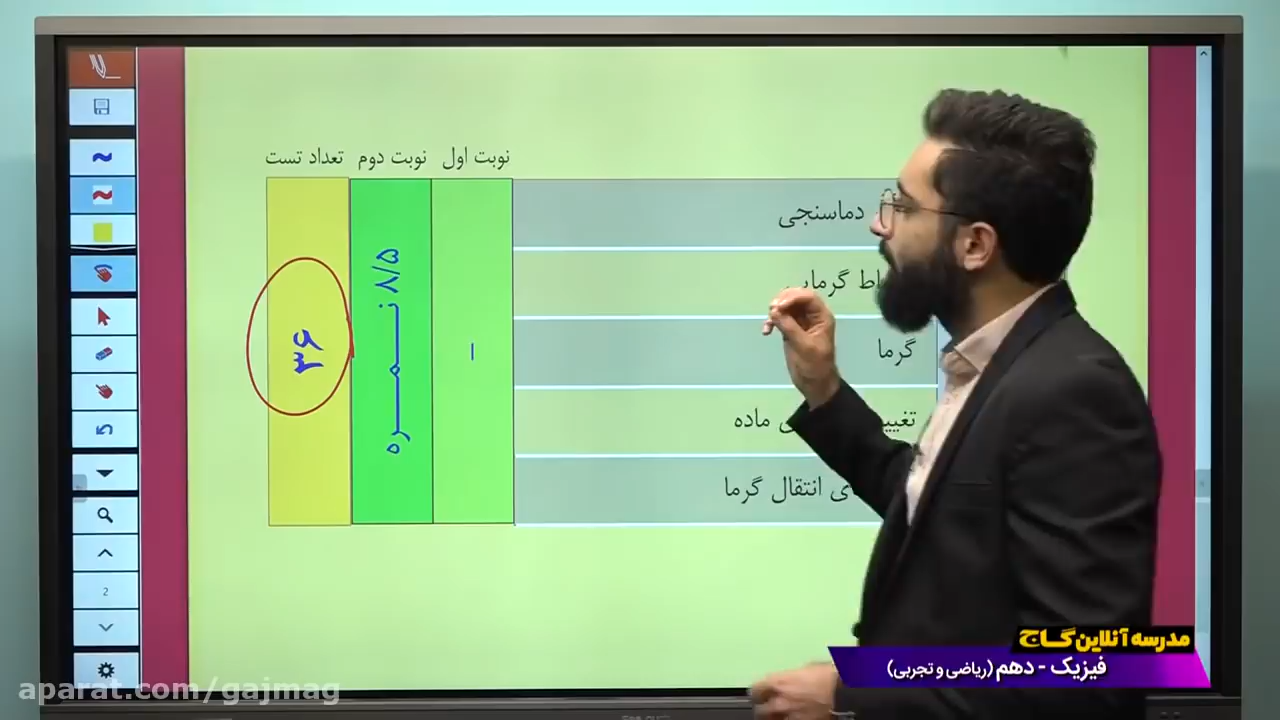 نوبت اول نوبت دوم تعداد تست
دماسنجی
گرما
ماده
انتقال گرما
–
۸/۵ نمره
۳۶
2
مدرسه آنلاین گاج
فیزیک - دهم (ریاضی و تجربی)
aparat.com/gajmag